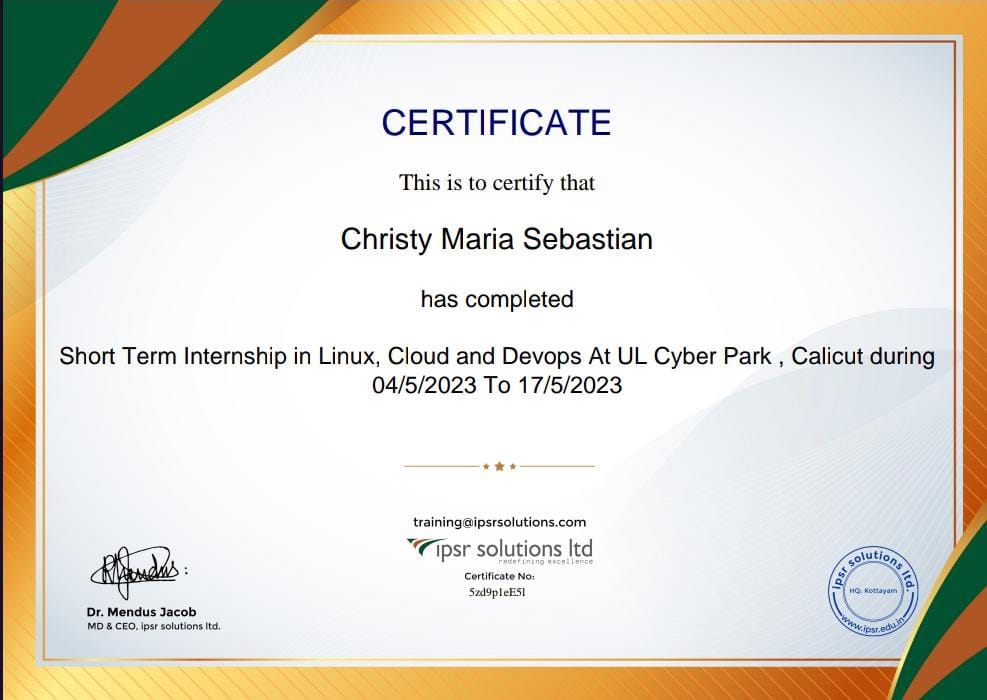 CERTIFICATE
This is to certify that
Christy Maria Sebastian
has completed
Short Term Internship in Linux, Cloud and Devops At UL Cyber Park , Calicut during
04/5/2023 To 17/5/2023
training@ipsrsolutions.com
ipsr solutions ltd
redefining excellence
Certificate No:
5zd9p1eE5l
Dr. Mendus Jacob
MD & CEO, ipsr solutions ltd.
ipsr solutions ltd.
HQ: Kottayam
www.ipsr.edu.in